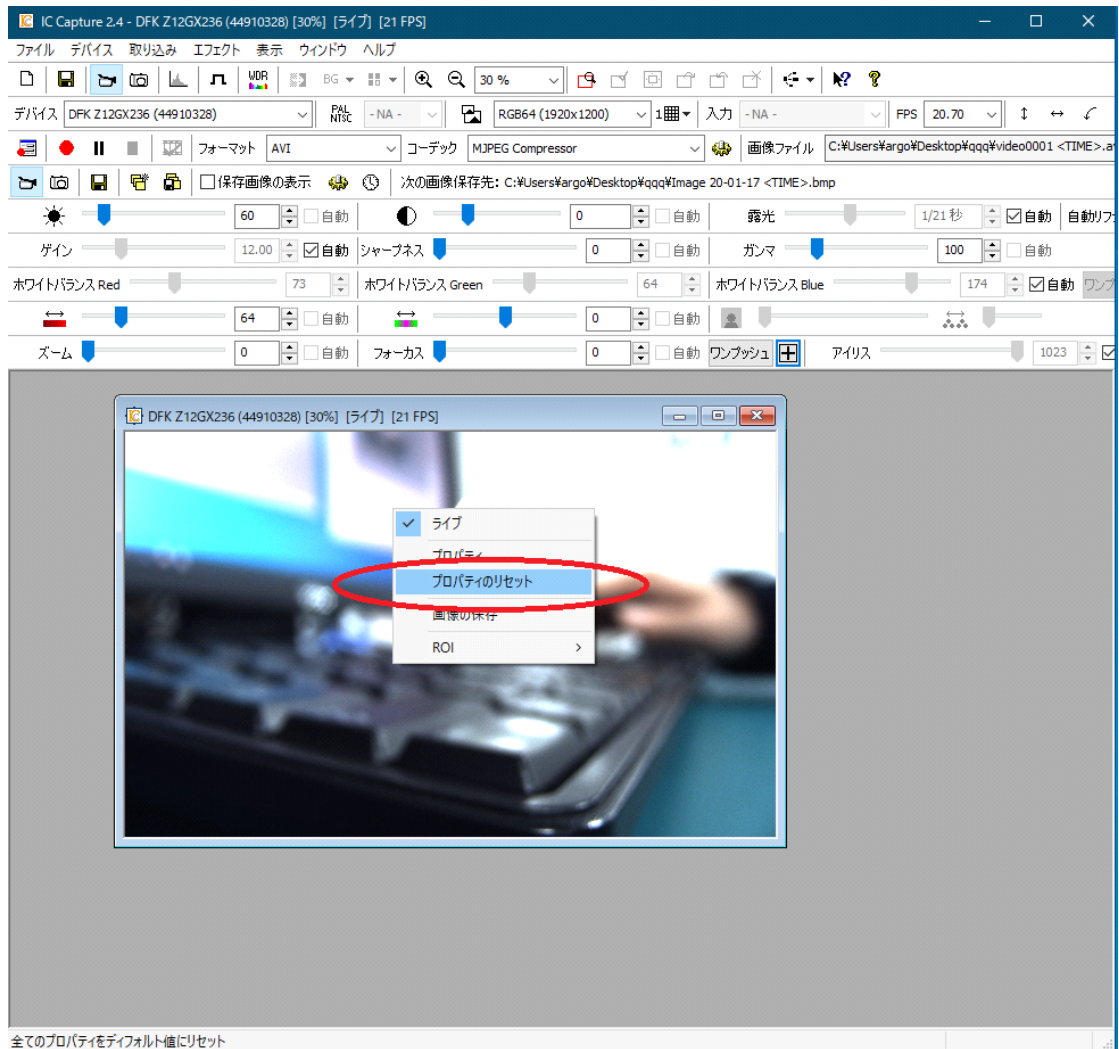 IC Capture 2.4 - DFK Z12GX236 (44910328) [30%]  [ライブ]  [21 FPS]
ファイル デバイス 取り込み エフェクト 表示 ウィンドウ ヘルプ
WDR BG 30 %
デバイス DFK Z12GX236 (44910328) PAL NTSC - NA - RGB64 (1920x1200) 1 入力 - NA - FPS 20.70
フォーマット AVI コーデック MJPEG Compressor 画像ファイル C:¥Users¥argo¥Desktop¥qqq¥video0001 <TIME>.av
保存画像の表示 次の画像保存先: C:¥Users¥argo¥Desktop¥qqq¥Image 20-01-17 <TIME>.bmp
60 自動 0 自動 露光 1/21 秒 自動 自動リファ
ゲイン 12.00 自動 シャープネス 0 自動 ガンマ 100 自動
ホワイトバランス Red 73 ホワイトバランス Green 64 ホワイトバランス Blue 174 自動 ワンプ
64 自動 0 自動
ズーム 0 自動 フォーカス 0 自動 ワンプッシュ アイリス 1023
DFK Z12GX236 (44910328) [30%]  [ライブ]  [21 FPS]
ライブ
プロパティ
プロパティのリセット
画像の保存
ROI
全てのプロパティをディフォルト値にリセット